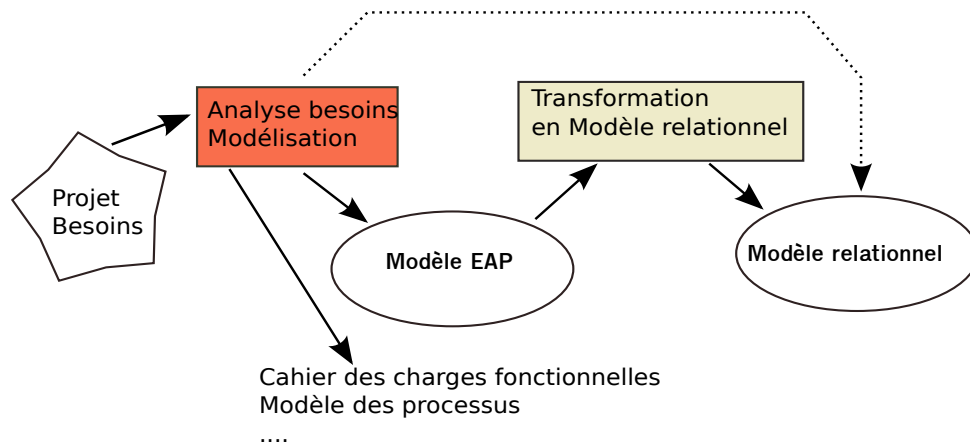 Analyse besoins
Modélisation
Transformation
en Modèle relationnel
Projet
Besoins
Modèle EAP
Modèle relationnel
Cahier des charges fonctionnelles
Modèle des processus
....